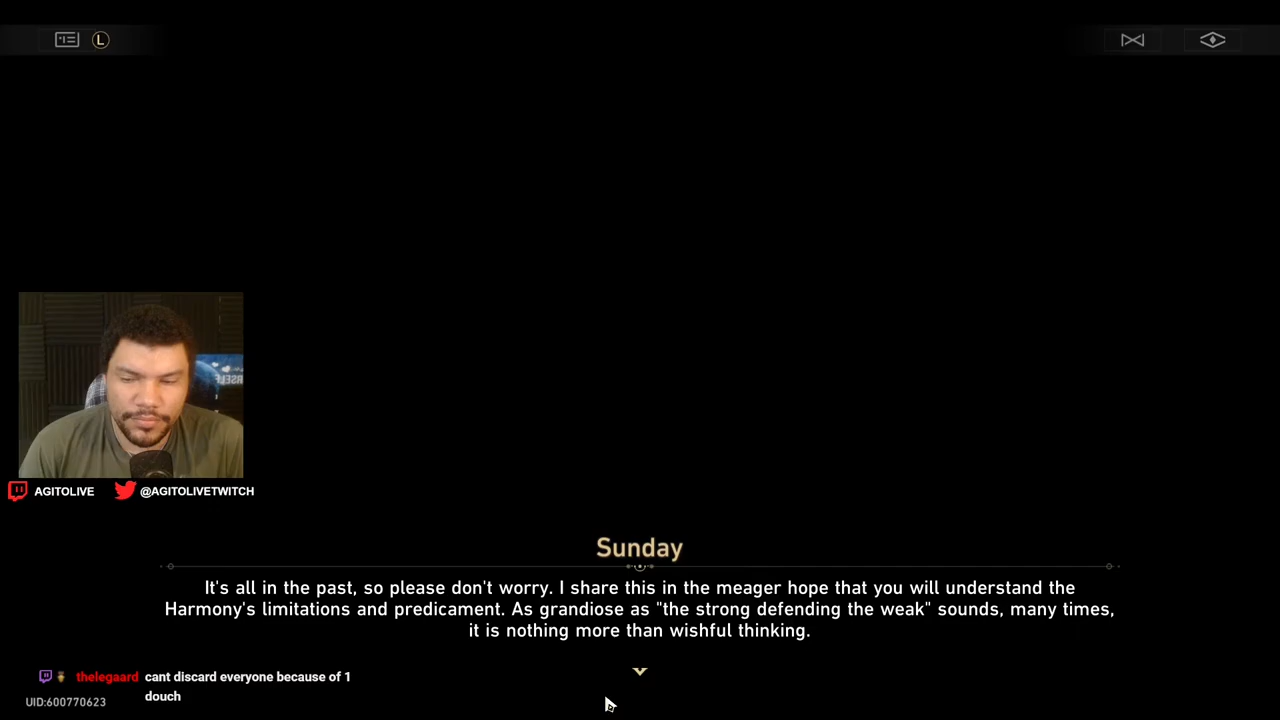 L
AGITOLIVE
@AGITOLIVETWITCH
Sunday
It's all in the past, so please don't worry. I share this in the meager hope that you will understand the
Harmony's limitations and predicament. As grandiose as "the strong defending the weak" sounds, many times,
it is nothing more than wishful thinking.
thelegaard cant discard everyone because of 1
douch
UID:600770623